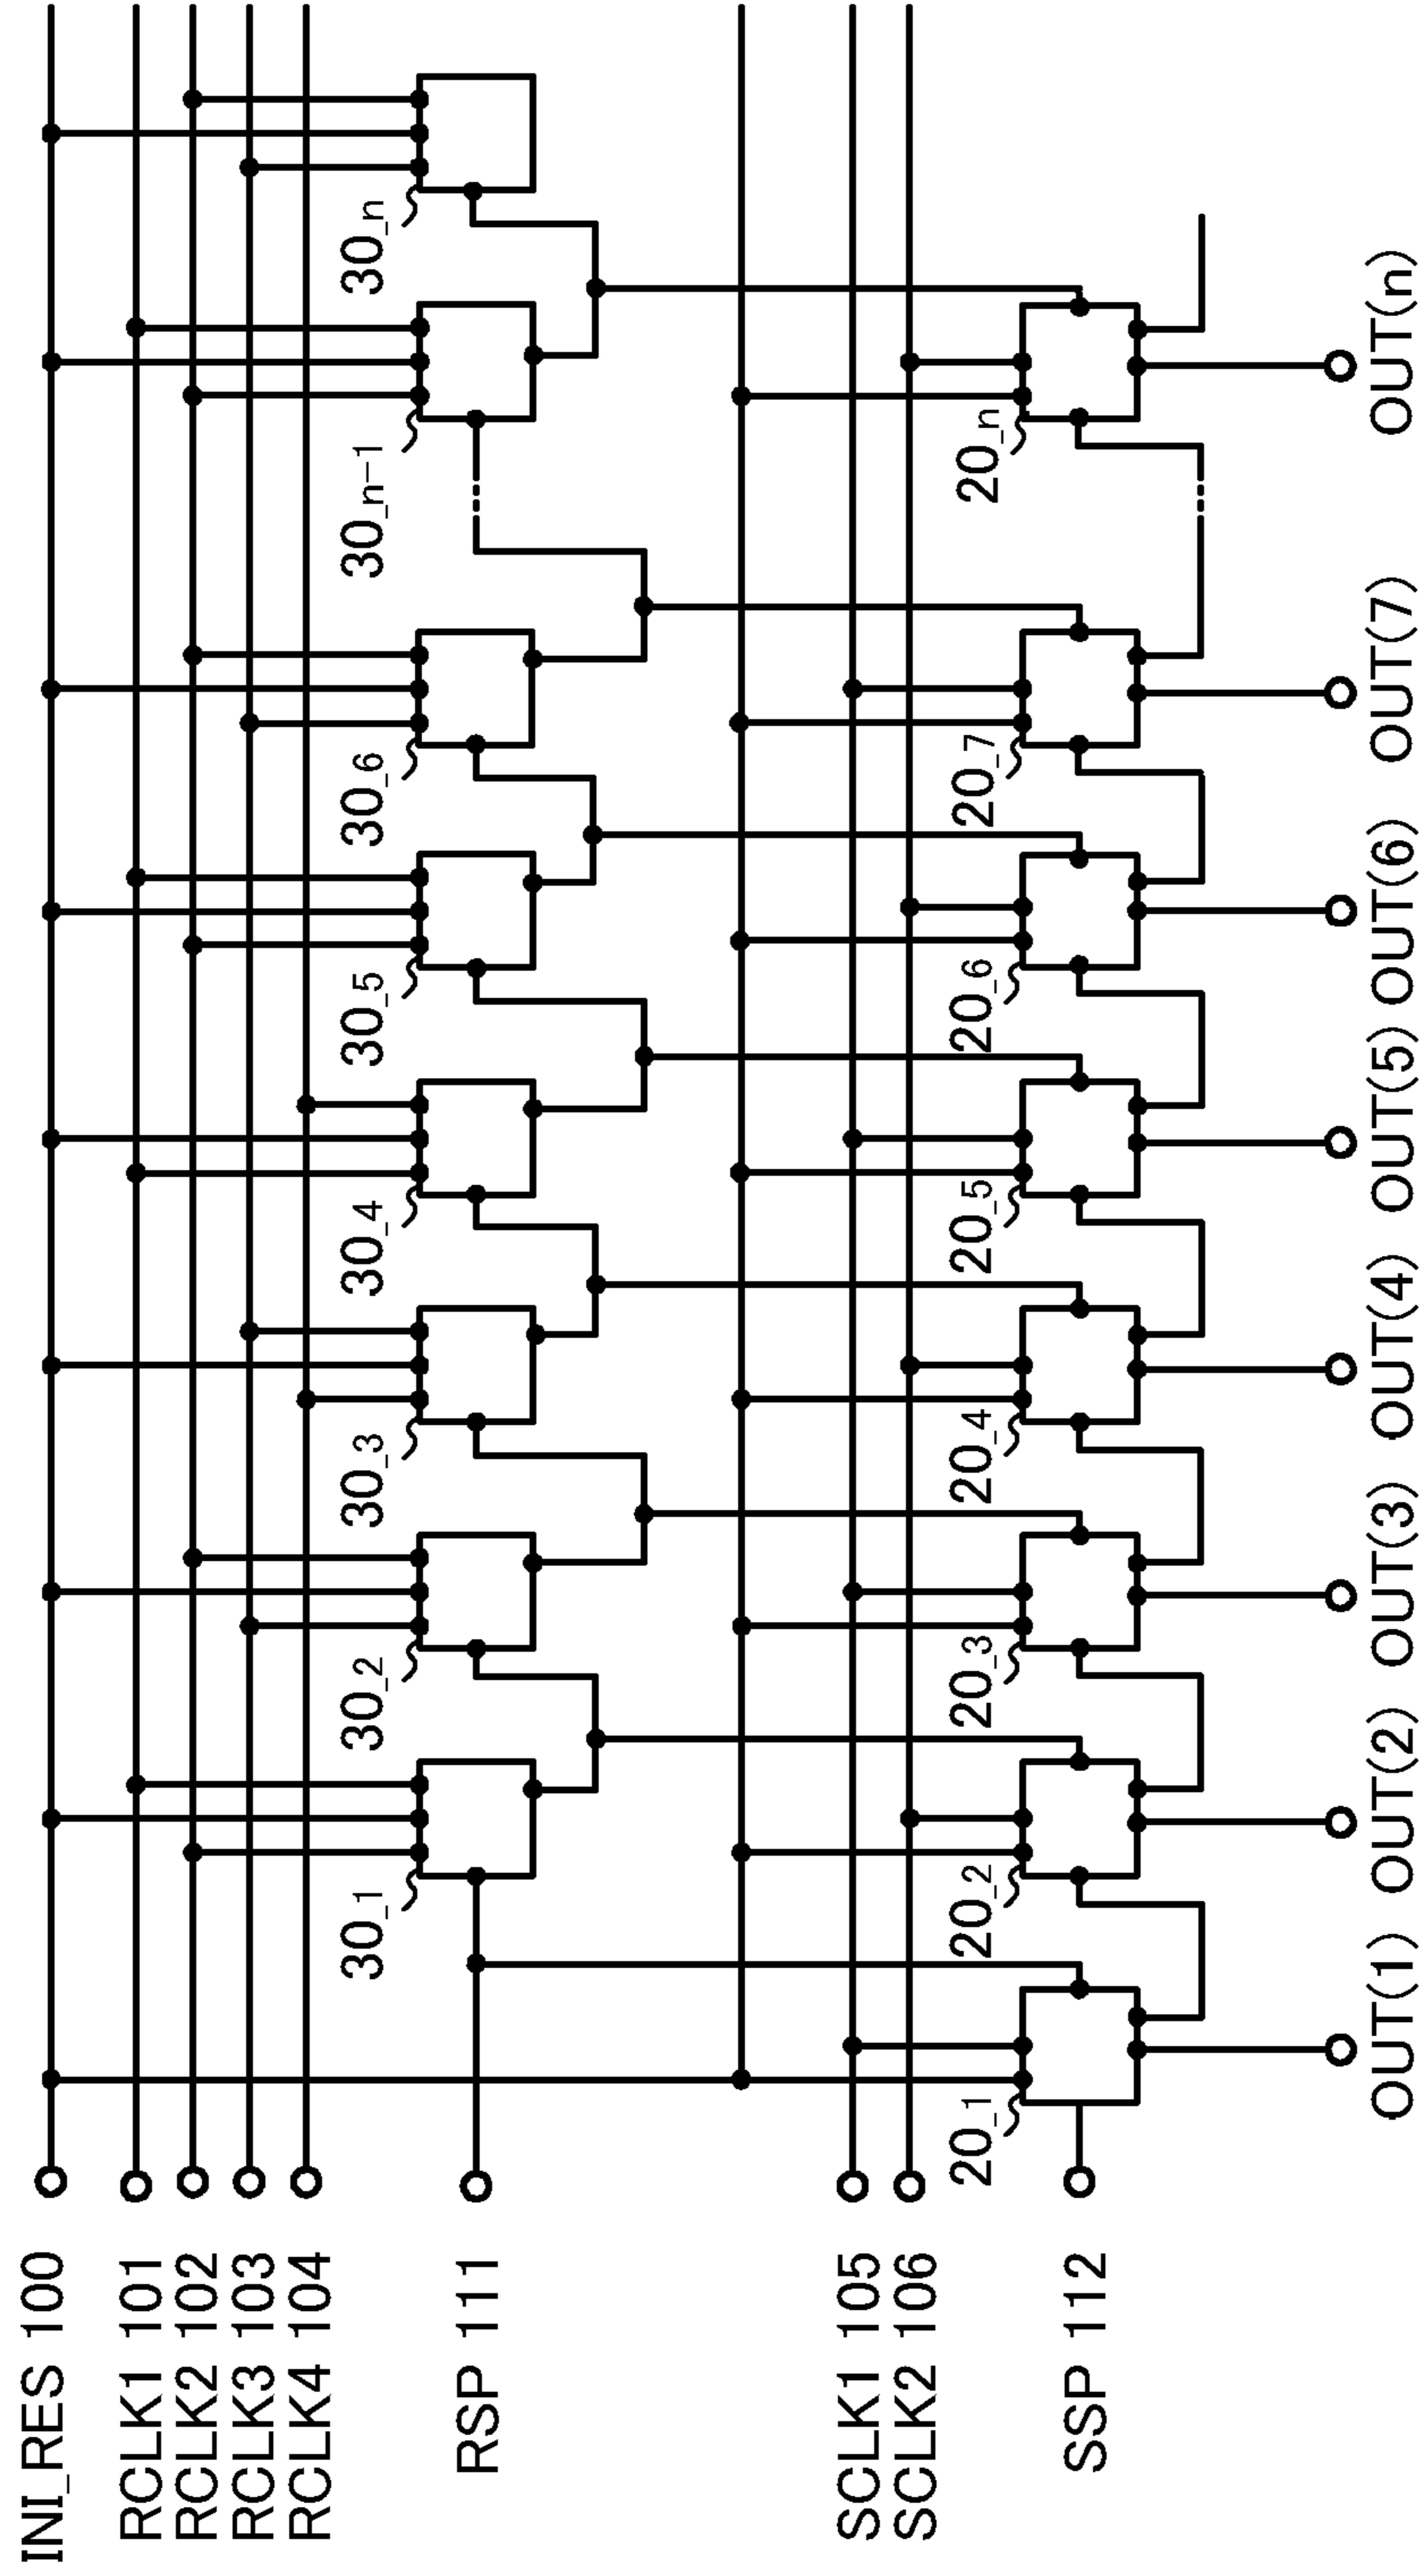 INI_RES 100
RCLK1 101
RCLK2 102
RCLK3 103
RCLK4 104
RSP 111
SCLK1 105
SCLK2 106
SSP 112
30_1
30_2
30_3
30_4
30_5
30_6
30_n-1
30_n
20_1
20_2
20_3
20_4
20_5
20_6
20_7
20_n
OUT(1)
OUT(2)
OUT(3)
OUT(4)
OUT(5)
OUT(6)
OUT(7)
OUT(n)